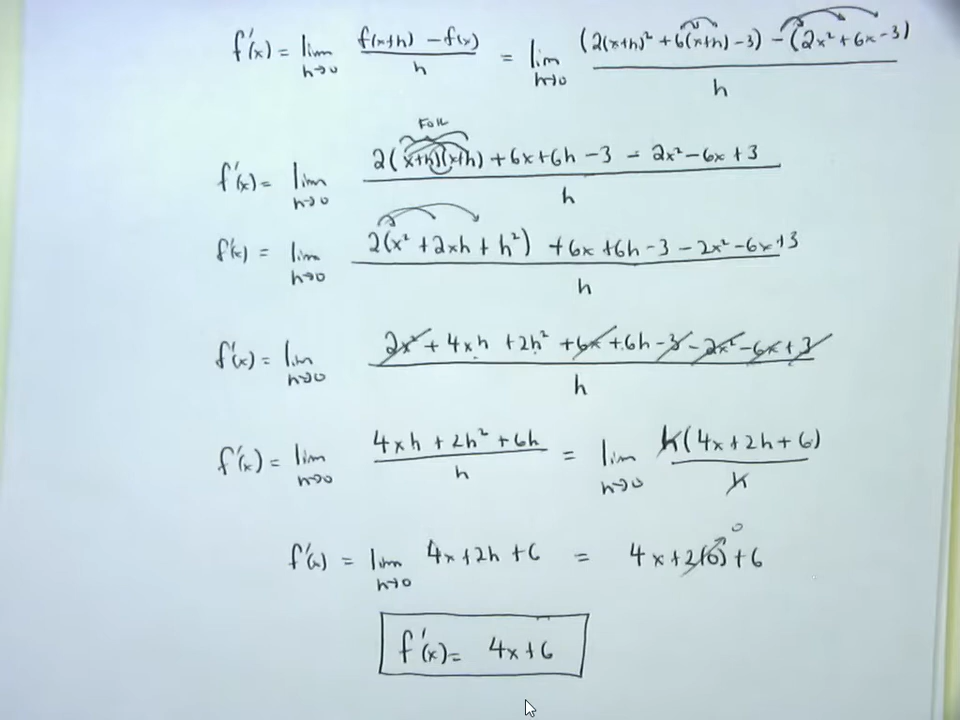 f'(x) = lim h→0 f(x+h) - f(x) / h = lim h→0 (2(x+h)² + 6(x+h) - 3) - (2x² + 6x - 3) / h
FOIL
f'(x) = lim h→0 2(x+h)(x+h) + 6x + 6h - 3 - 2x² - 6x + 3 / h
f'(x) = lim h→0 2(x² + 2xh + h²) + 6x + 6h - 3 - 2x² - 6x + 3 / h
f'(x) = lim h→0 2x² + 4xh + 2h² + 6x + 6h - 3 - 2x² - 6x + 3 / h
f'(x) = lim h→0 4xh + 2h² + 6h / h = lim h→0 h(4x + 2h + 6) / h
f'(x) = lim h→0 4x + 2h + 6 = 4x + 2(0) + 6
0
f'(x) = 4x + 6